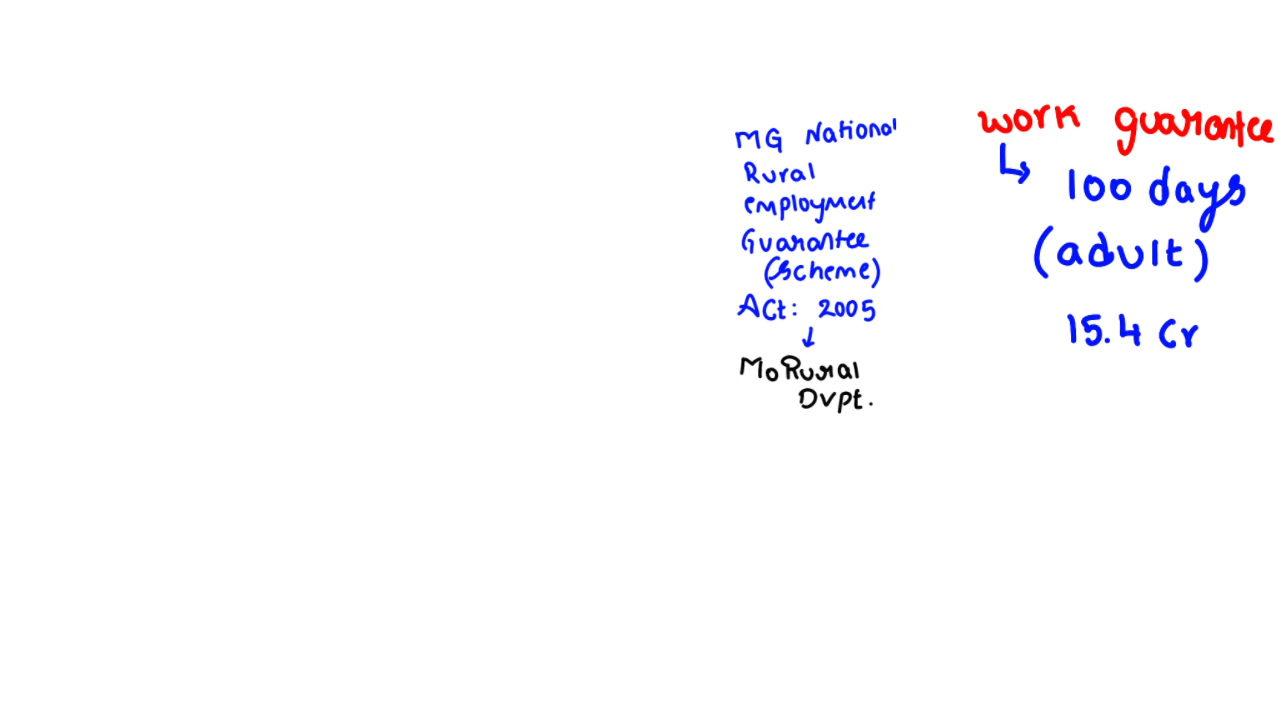 MG National
Rural
employment
Guarantee
(Scheme)
Act: 2005
↓
MoRural
Dvpt.
work guarantee
↳ 100 days
(adult)
15.4 Cr